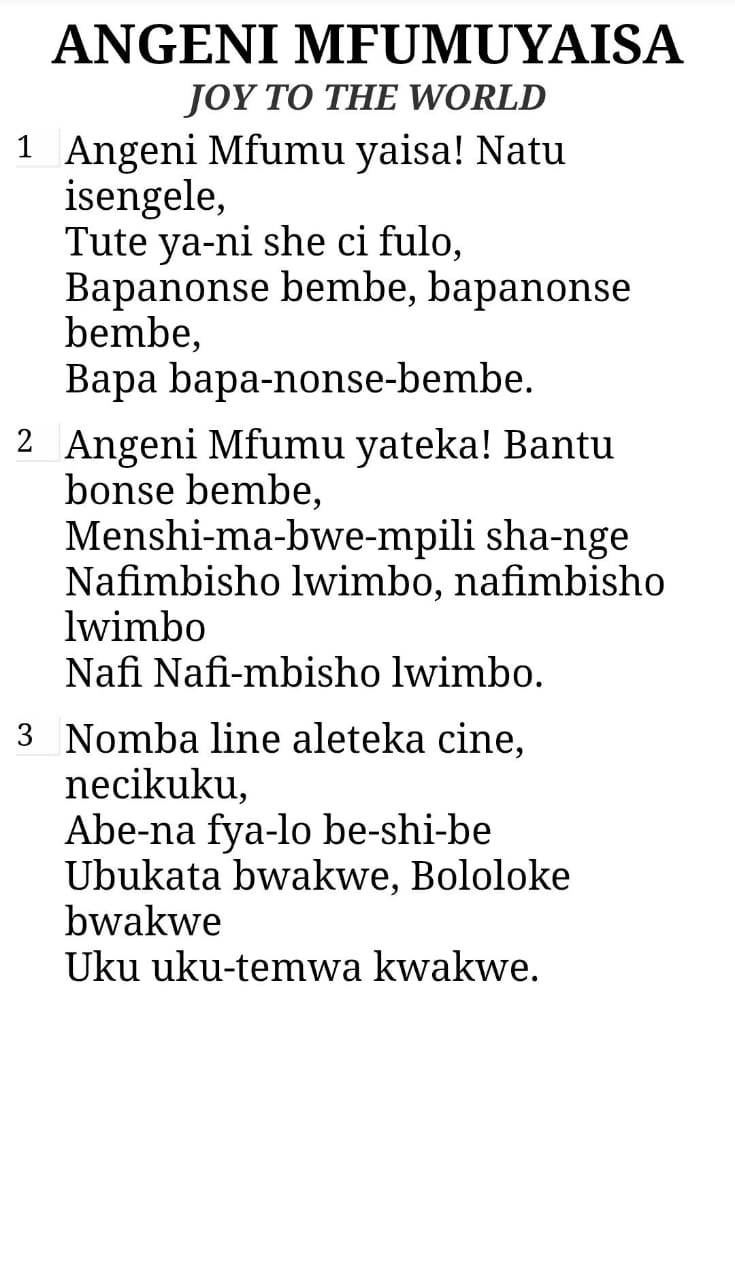 ANGENI MFUMUYAISA
JOY TO THE WORLD
1 Angeni Mfumu yaisa! Natu
isengele,
Tute ya-ni she ci fulo,
Bapanonse bembe, bapanonse
bembe,
Bapa bapa-nonse-bembe.
2 Angeni Mfumu yateka! Bantu
bonse bembe,
Menshi-ma-bwe-mpili sha-nge
Nafimbisho lwimbo, nafimbisho
lwimbo
Nafi Nafi-mbisho lwimbo.
3 Nomba line aleteka cine,
necikuku,
Abe-na fya-lo be-shi-be
Ubukata bwakwe, Bololoke
bwakwe
Uku uku-temwa kwakwe.